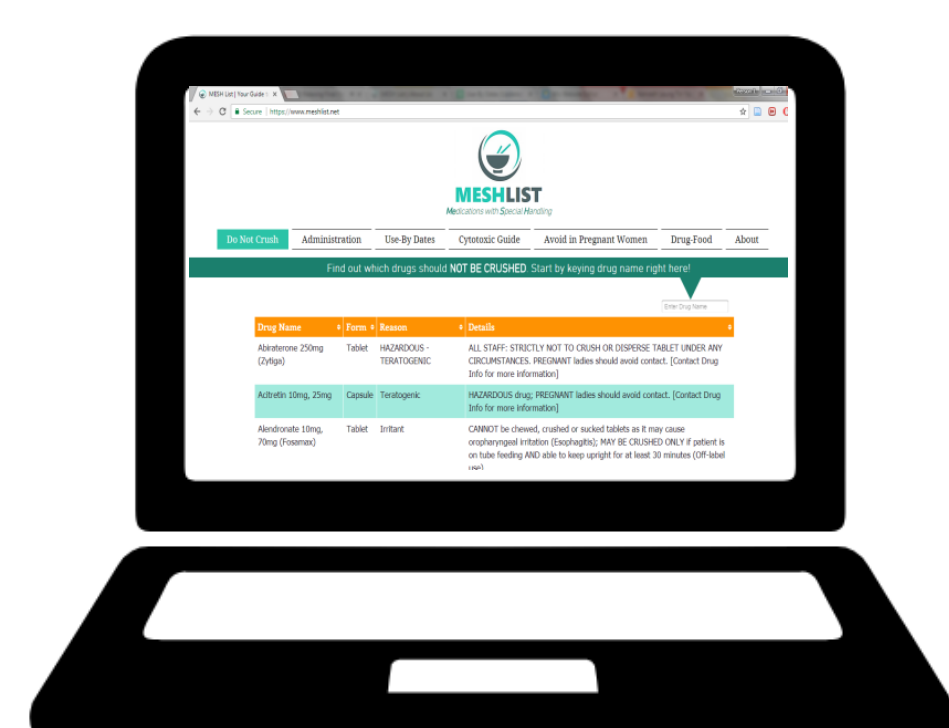 MESH List | Your Guide
Secure | https://www.meshlist.net
MESHLIST
Medications with Special Handling
Do Not Crush Administration Use-By Dates Cytotoxic Guide Avoid in Pregnant Women Drug-Food About
Find out which drugs should NOT BE CRUSHED. Start by keying drug name right here!
Enter Drug Name
Drug Name Form Reason Details
Abiraterone 250mg Tablet HAZARDOUS - ALL STAFF: STRICTLY NOT TO CRUSH OR DISPERSE TABLET UNDER ANY
(Zytiga) TERATOGENIC CIRCUMSTANCES. PREGNANT ladies should avoid contact. [Contact Drug
Info for more information]
Acitretin 10mg, 25mg Capsule Teratogenic HAZARDOUS drug; PREGNANT ladies should avoid contact. [Contact Drug
Info for more information]
Alendronate 10mg, Tablet Irritant CANNOT be chewed, crushed or sucked tablets as it may cause
70mg (Fosamax) oropharyngeal irritation (Esophagitis); MAY BE CRUSHED ONLY if patient is
on tube feeding AND able to keep upright for at least 30 minutes (Off-label
use)